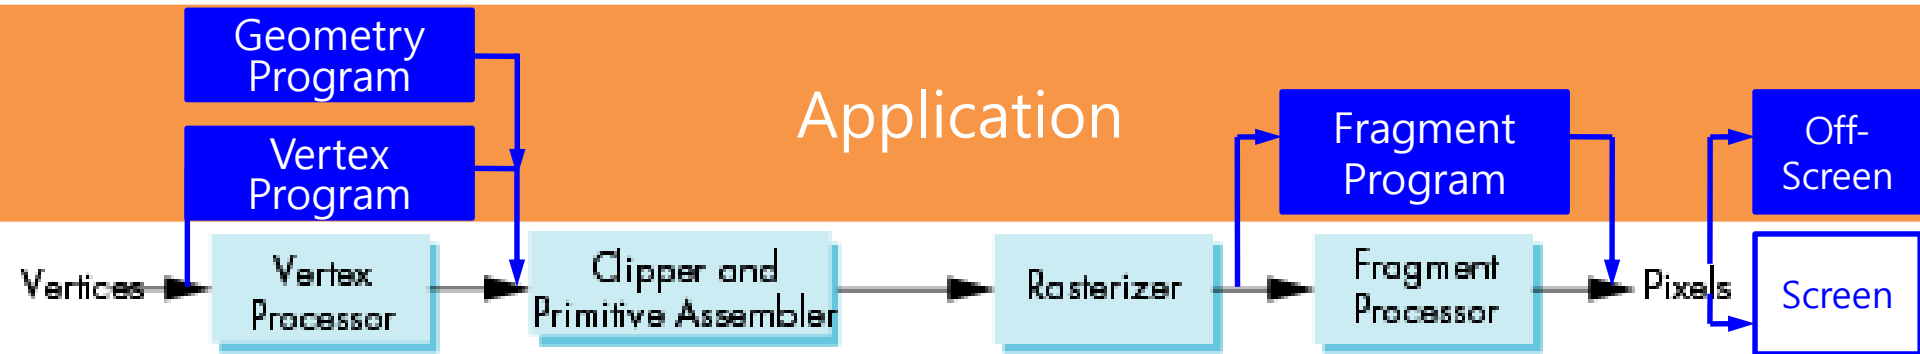 Geometry
Program
Vertex
Program
Application
Fragment
Program
Off-
Screen
Vertices
Vertex
Processor
Clipper and
Primitive Assembler
Rasterizer
Fragment
Processor
Pixels
Screen